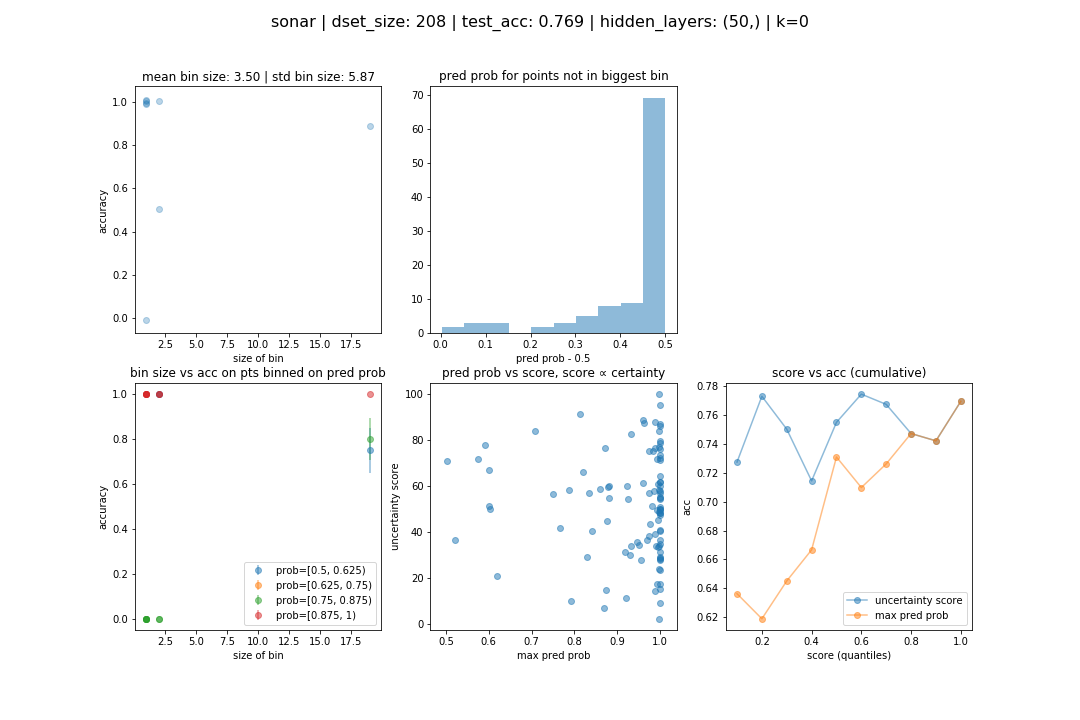 sonar | dset_size: 208 | test_acc: 0.769 | hidden_layers: (50,) | k=0
mean bin size: 3.50 | std bin size: 5.87
1.0
0.8
0.6
0.4
0.2
0.0
accuracy
2.5 5.0 7.5 10.0 12.5 15.0 17.5
size of bin
pred prob for points not in biggest bin
70
60
50
40
30
20
10
0
0.0 0.1 0.2 0.3 0.4 0.5
pred prob - 0.5
bin size vs acc on pts binned on pred prob
1.0
0.8
0.6
0.4
0.2
0.0
accuracy
prob=[0.5, 0.625)
prob=[0.625, 0.75)
prob=[0.75, 0.875)
prob=[0.875, 1)
2.5 5.0 7.5 10.0 12.5 15.0 17.5
size of bin
pred prob vs score, score ∝ certainty
100
80
60
40
20
0
uncertainty score
0.5 0.6 0.7 0.8 0.9 1.0
max pred prob
score vs acc (cumulative)
0.78
0.76
0.74
0.72
0.70
0.68
0.66
0.64
0.62
acc
uncertainty score
max pred prob
0.2 0.4 0.6 0.8 1.0
score (quantiles)